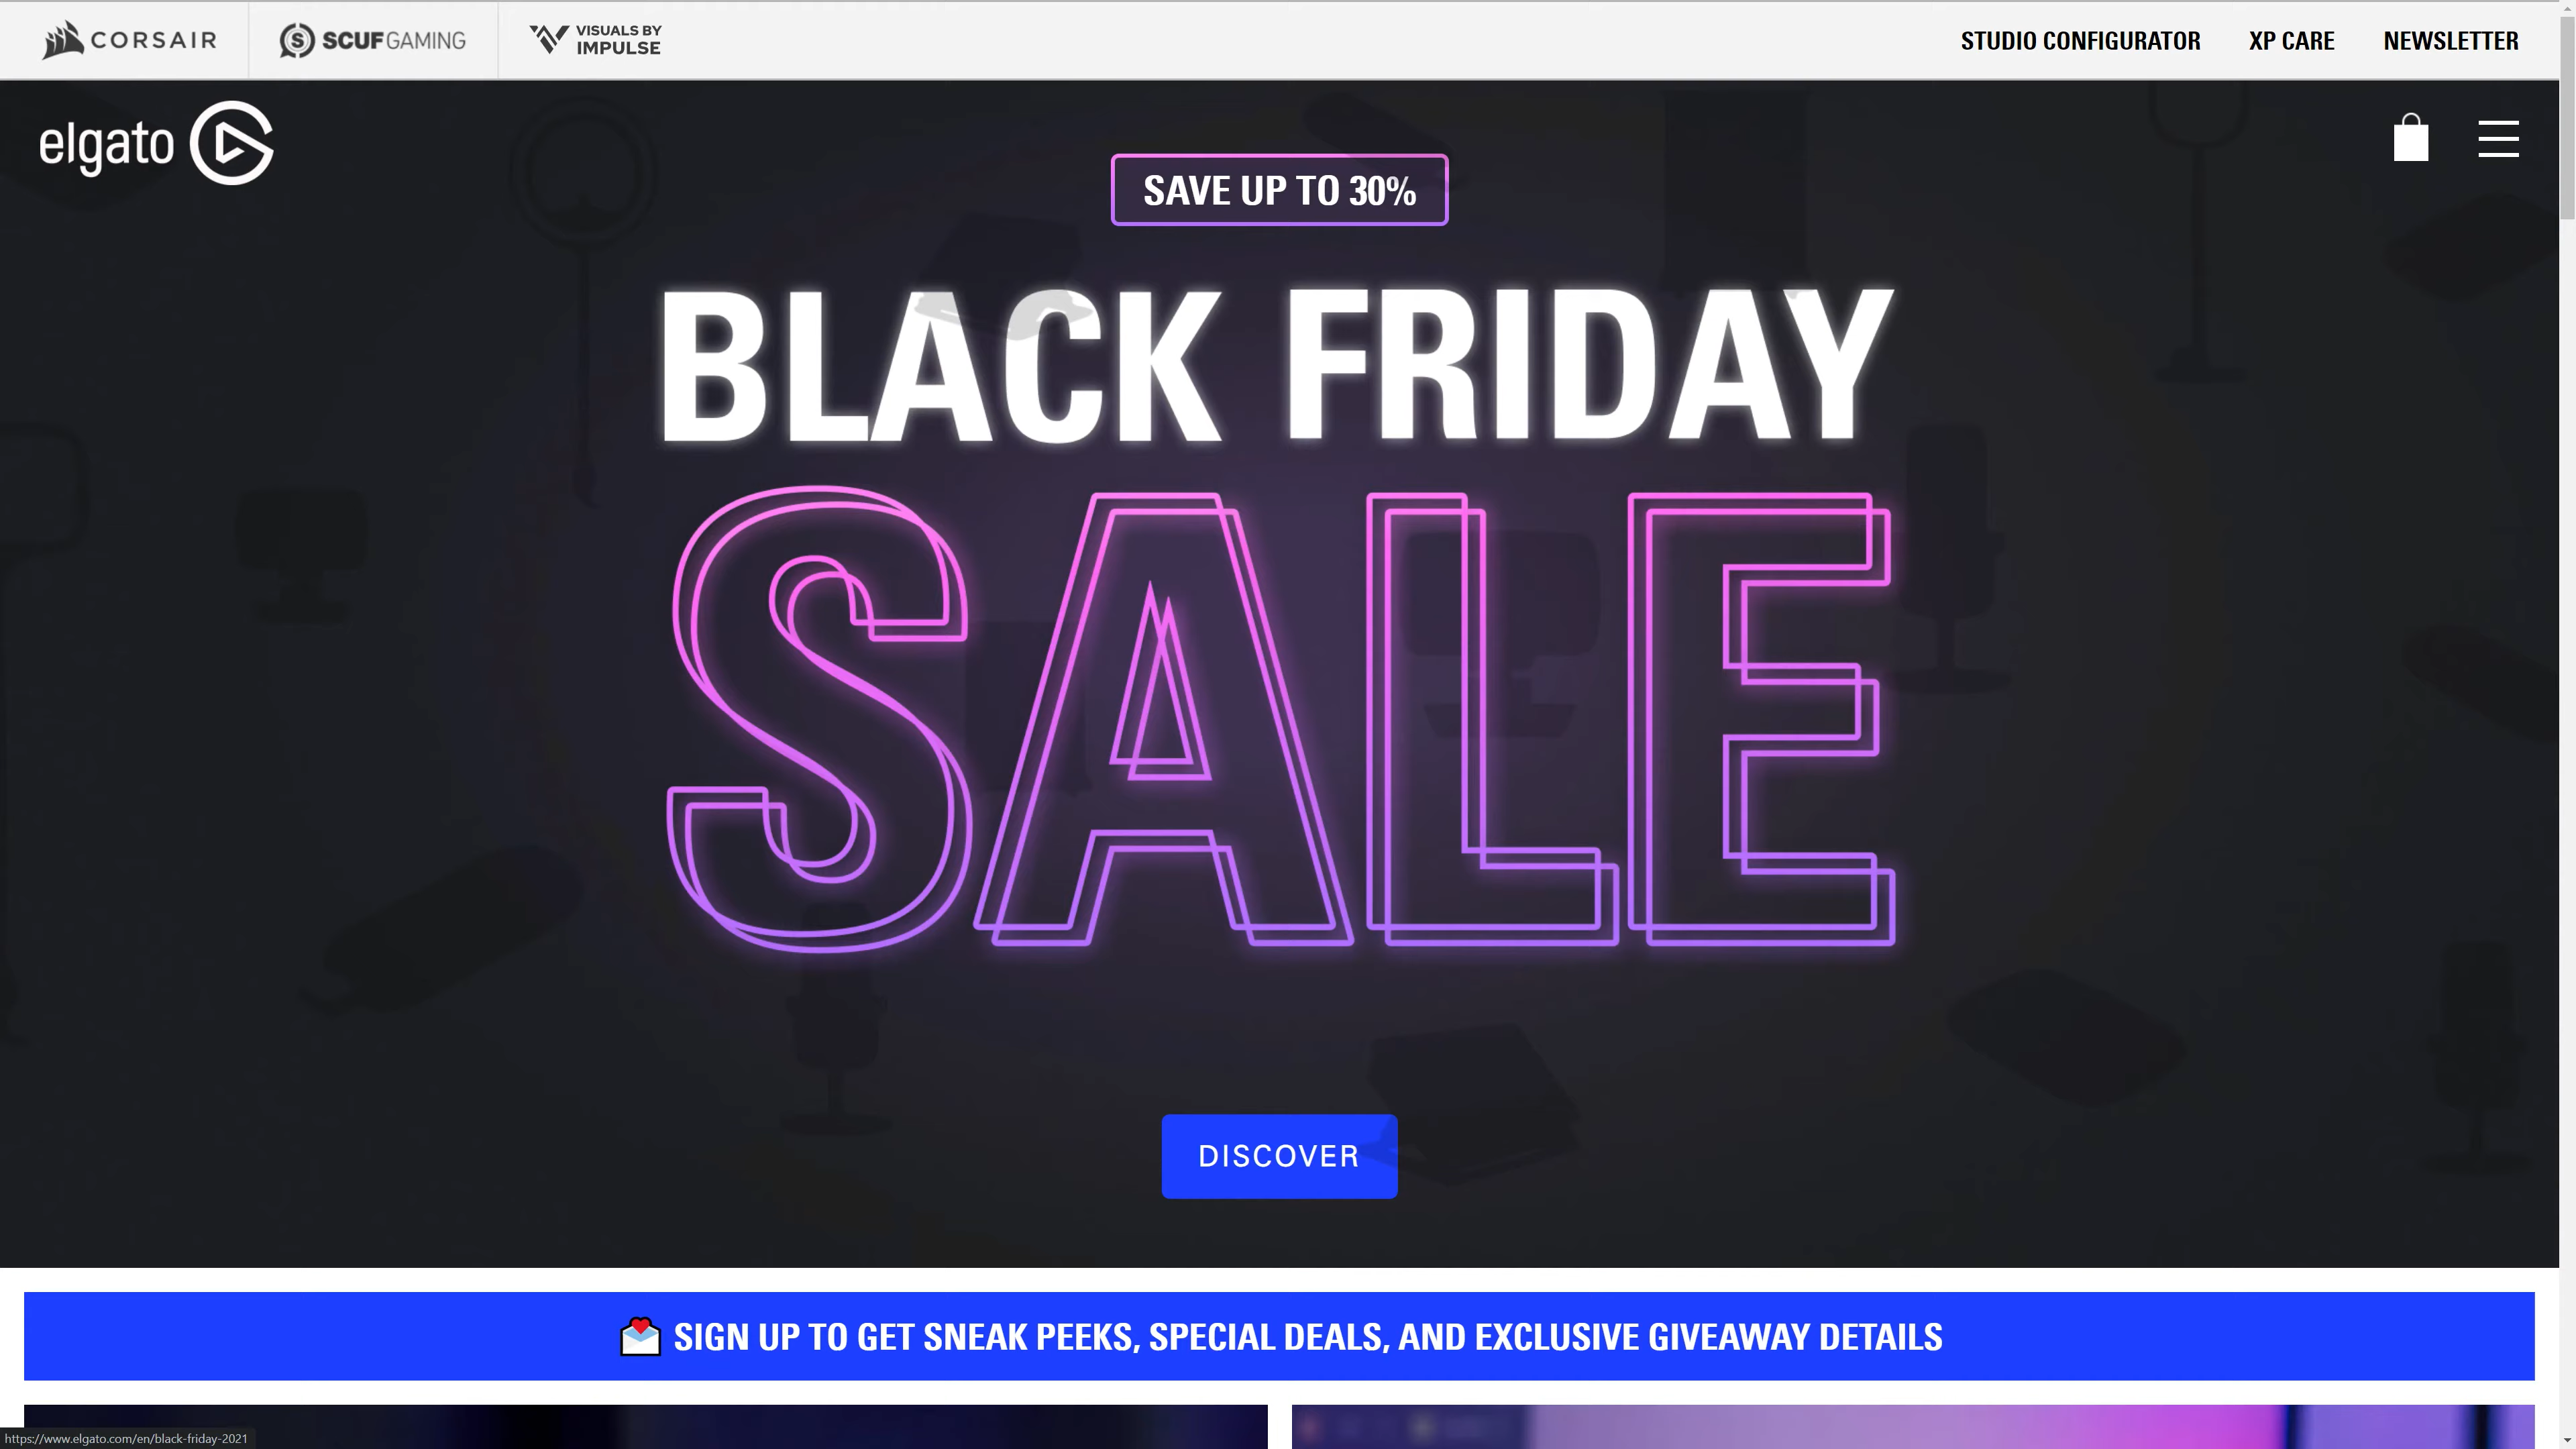 CORSAIR
SCUFGAMING
VISUALS BY
IMPULSE
STUDIO CONFIGURATOR
XP CARE
NEWSLETTER
elgato
SAVE UP TO 30%
BLACK FRIDAY
SALE
DISCOVER
SIGN UP TO GET SNEAK PEEKS, SPECIAL DEALS, AND EXCLUSIVE GIVEAWAY DETAILS
https://www.elgato.com/en/black-friday-2021